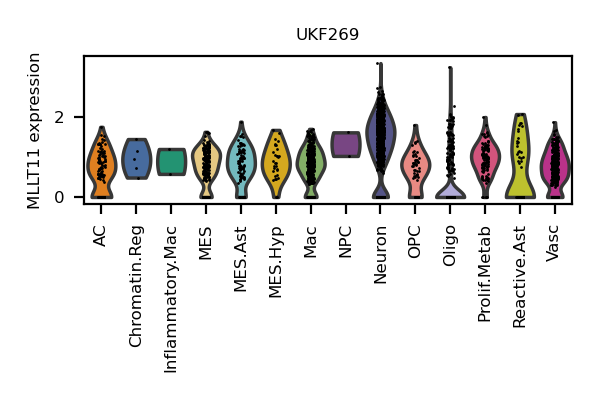 UKF269
MLLT11 expression
2
0
AC
Chromatin.Reg
Inflammatory.Mac
MES
MES.Ast
MES.Hyp
Mac
NPC
Neuron
OPC
Oligo
Prolif.Metab
Reactive.Ast
Vasc